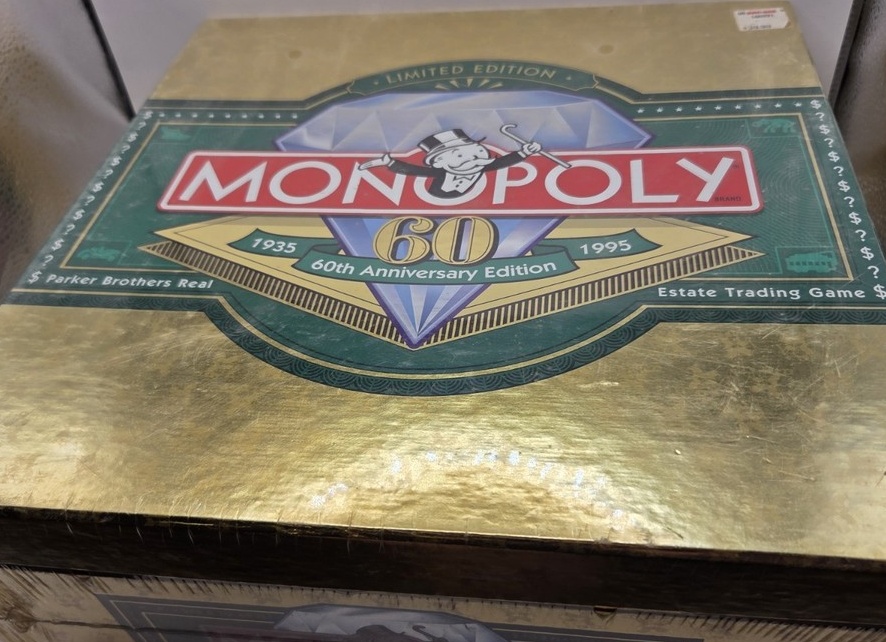 LIMITED EDITION
MONOPOLY
BRAND
60
1935
1995
60th Anniversary Edition
Parker Brothers Real
Estate Trading Game